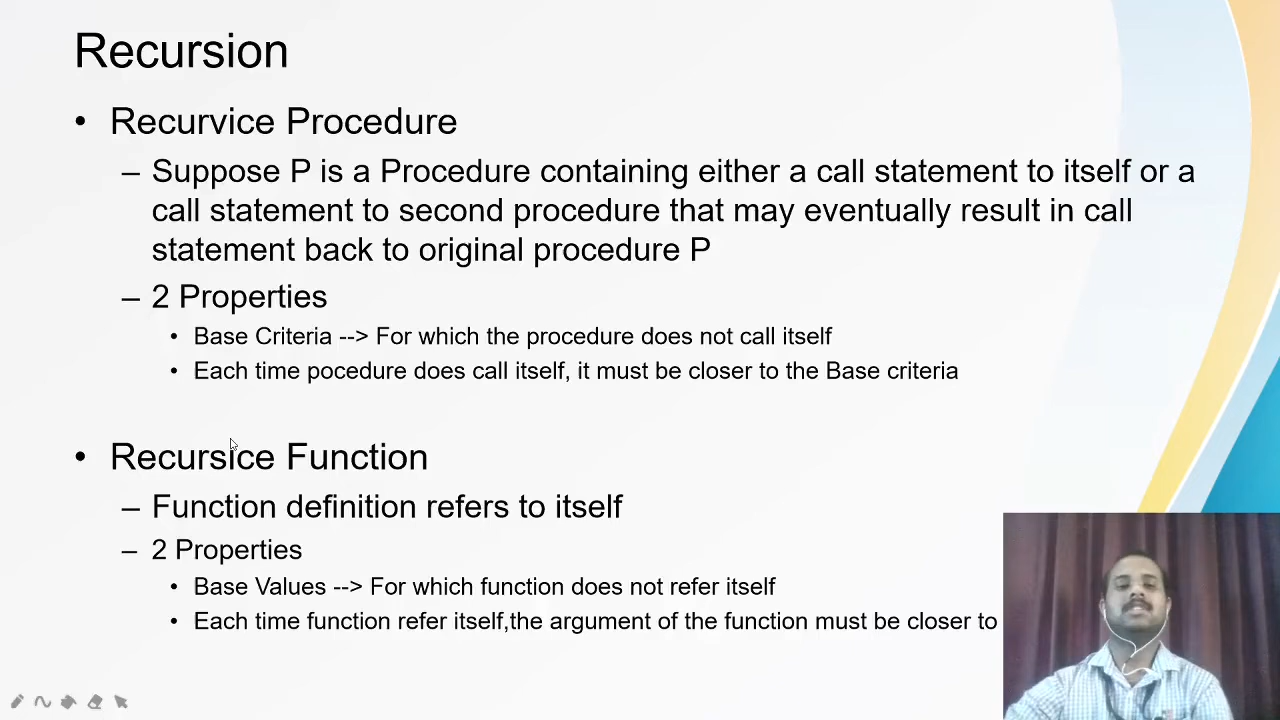 Recursion
• Recurvice Procedure
– Suppose P is a Procedure containing either a call statement to itself or a
call statement to second procedure that may eventually result in call
statement back to original procedure P
– 2 Properties
• Base Criteria --> For which the procedure does not call itself
• Each time pocedure does call itself, it must be closer to the Base criteria
• Recursice Function
– Function definition refers to itself
– 2 Properties
• Base Values --> For which function does not refer itself
• Each time function refer itself,the argument of the function must be closer to